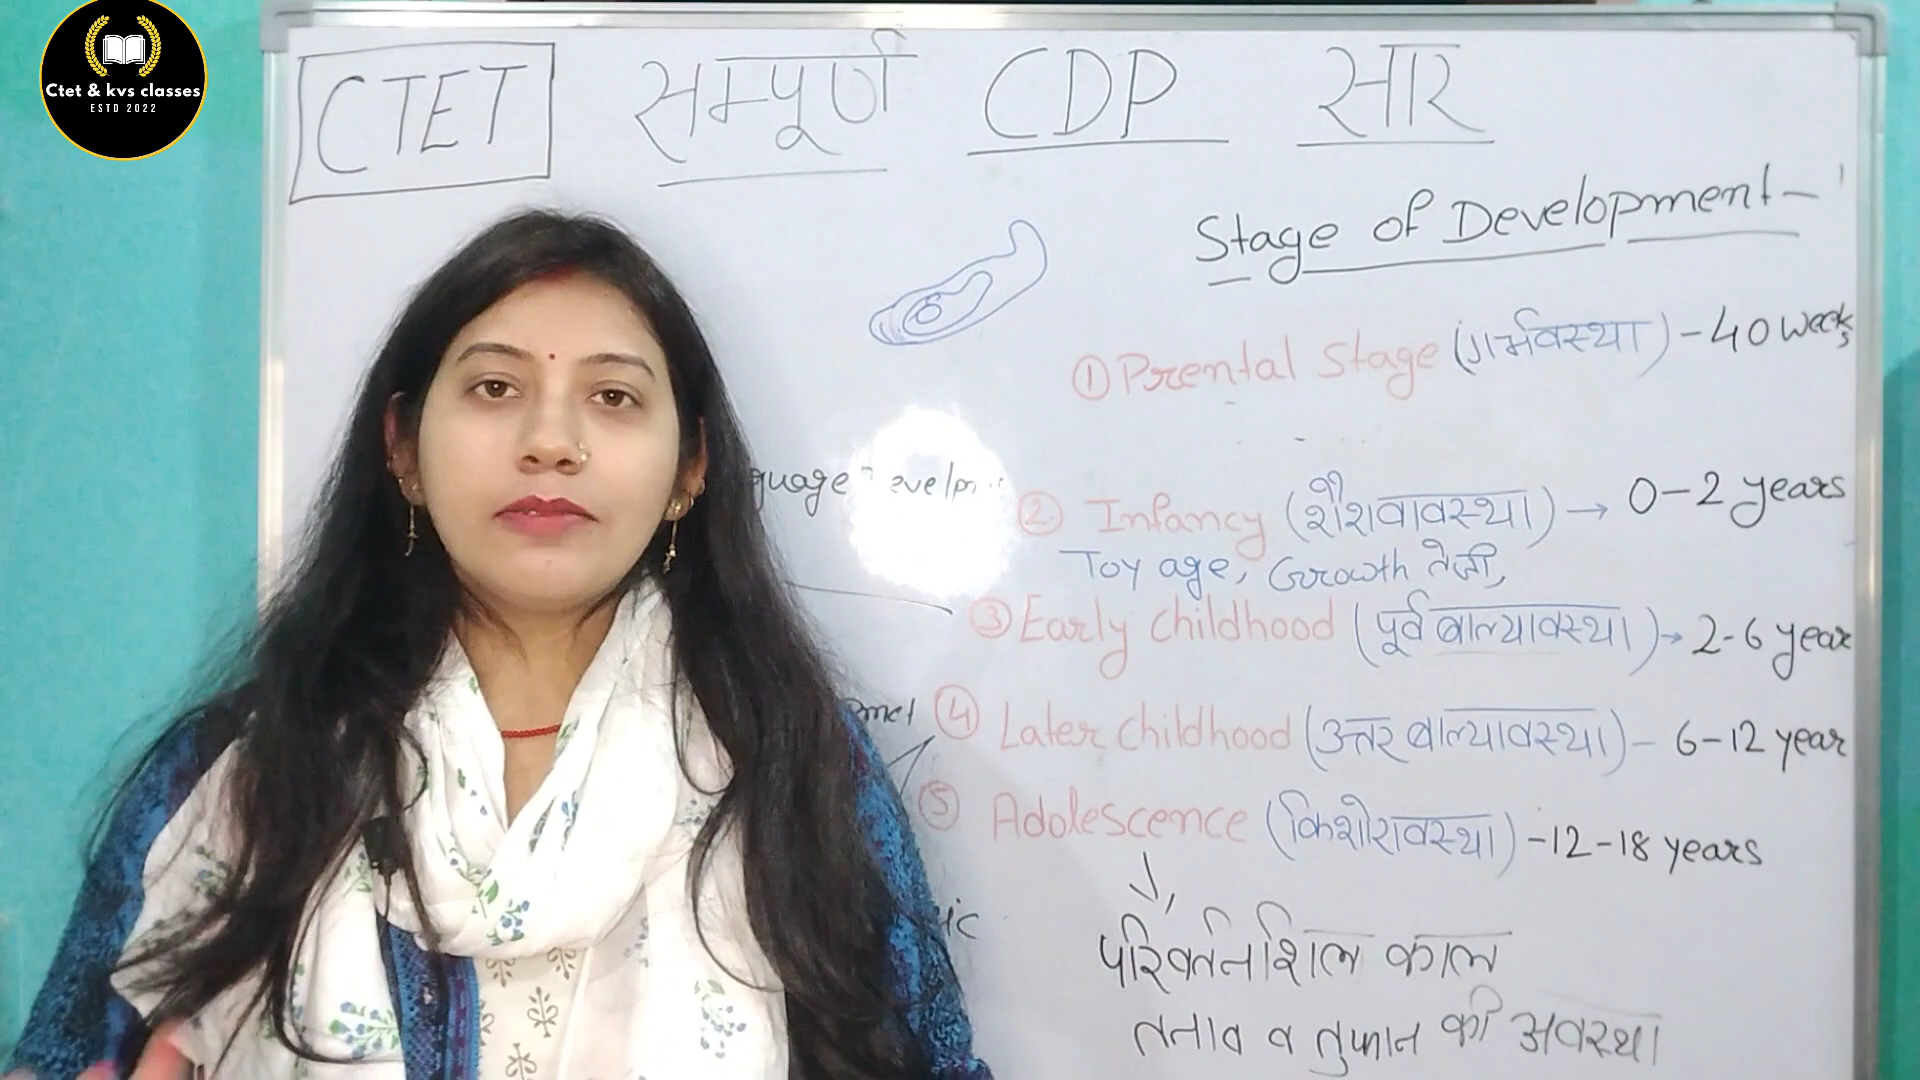 Ctet & kvs classes
ESTD 2022
CTET सम्पूर्ण CDP सार
Stage of Development -
① Prental Stage (गर्भवस्था) - 40 weeks
② Infancy (शैशवावस्था) → 0-2 years
Toy age, Growth तेजी,
③ Early childhood (पूर्व बाल्यावस्था) → 2-6 year
④ Later childhood (उत्तर बाल्यावस्था) - 6-12 year
⑤ Adolescence (किशोरावस्था) - 12-18 years
परिवर्तनशिल काल
तनाव व तुफान की अवस्था